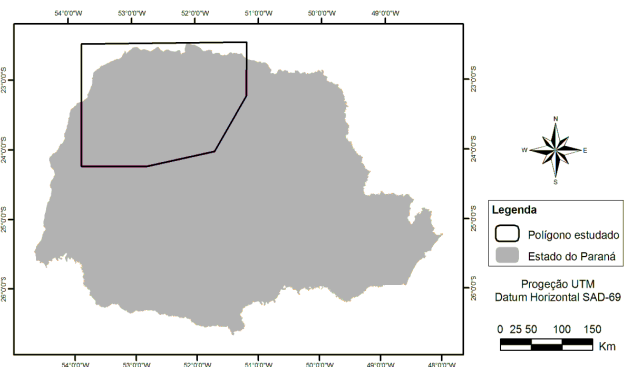 54°0'0"W 53°0'0"W 52°0'0"W 51°0'0"W 50°0'0"W 49°0'0"W
23°0'0"S
24°0'0"S
25°0'0"S
26°0'0"S
23°0'0"S
24°0'0"S
25°0'0"S
26°0'0"S
54°0'0"W 53°0'0"W 52°0'0"W 51°0'0"W 50°0'0"W 49°0'0"W 48°0'0"W
N
W E
S
Legenda
Polígono estudado
Estado do Paraná
Progeção UTM
Datum Horizontal SAD-69
0 25 50 100 150
Km